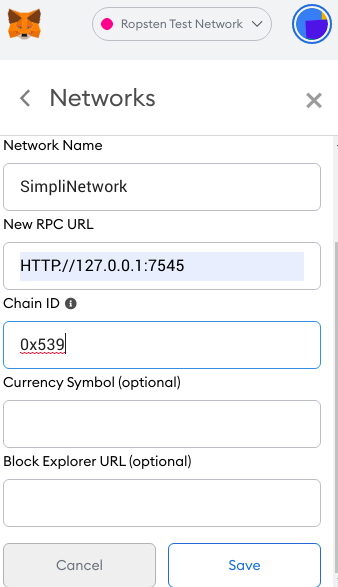 Ropsten Test Network
Networks
Network Name
SimpliNetwork
New RPC URL
HTTP://127.0.0.1:7545
Chain ID
0x539
Currency Symbol (optional)
Block Explorer URL (optional)
Cancel
Save